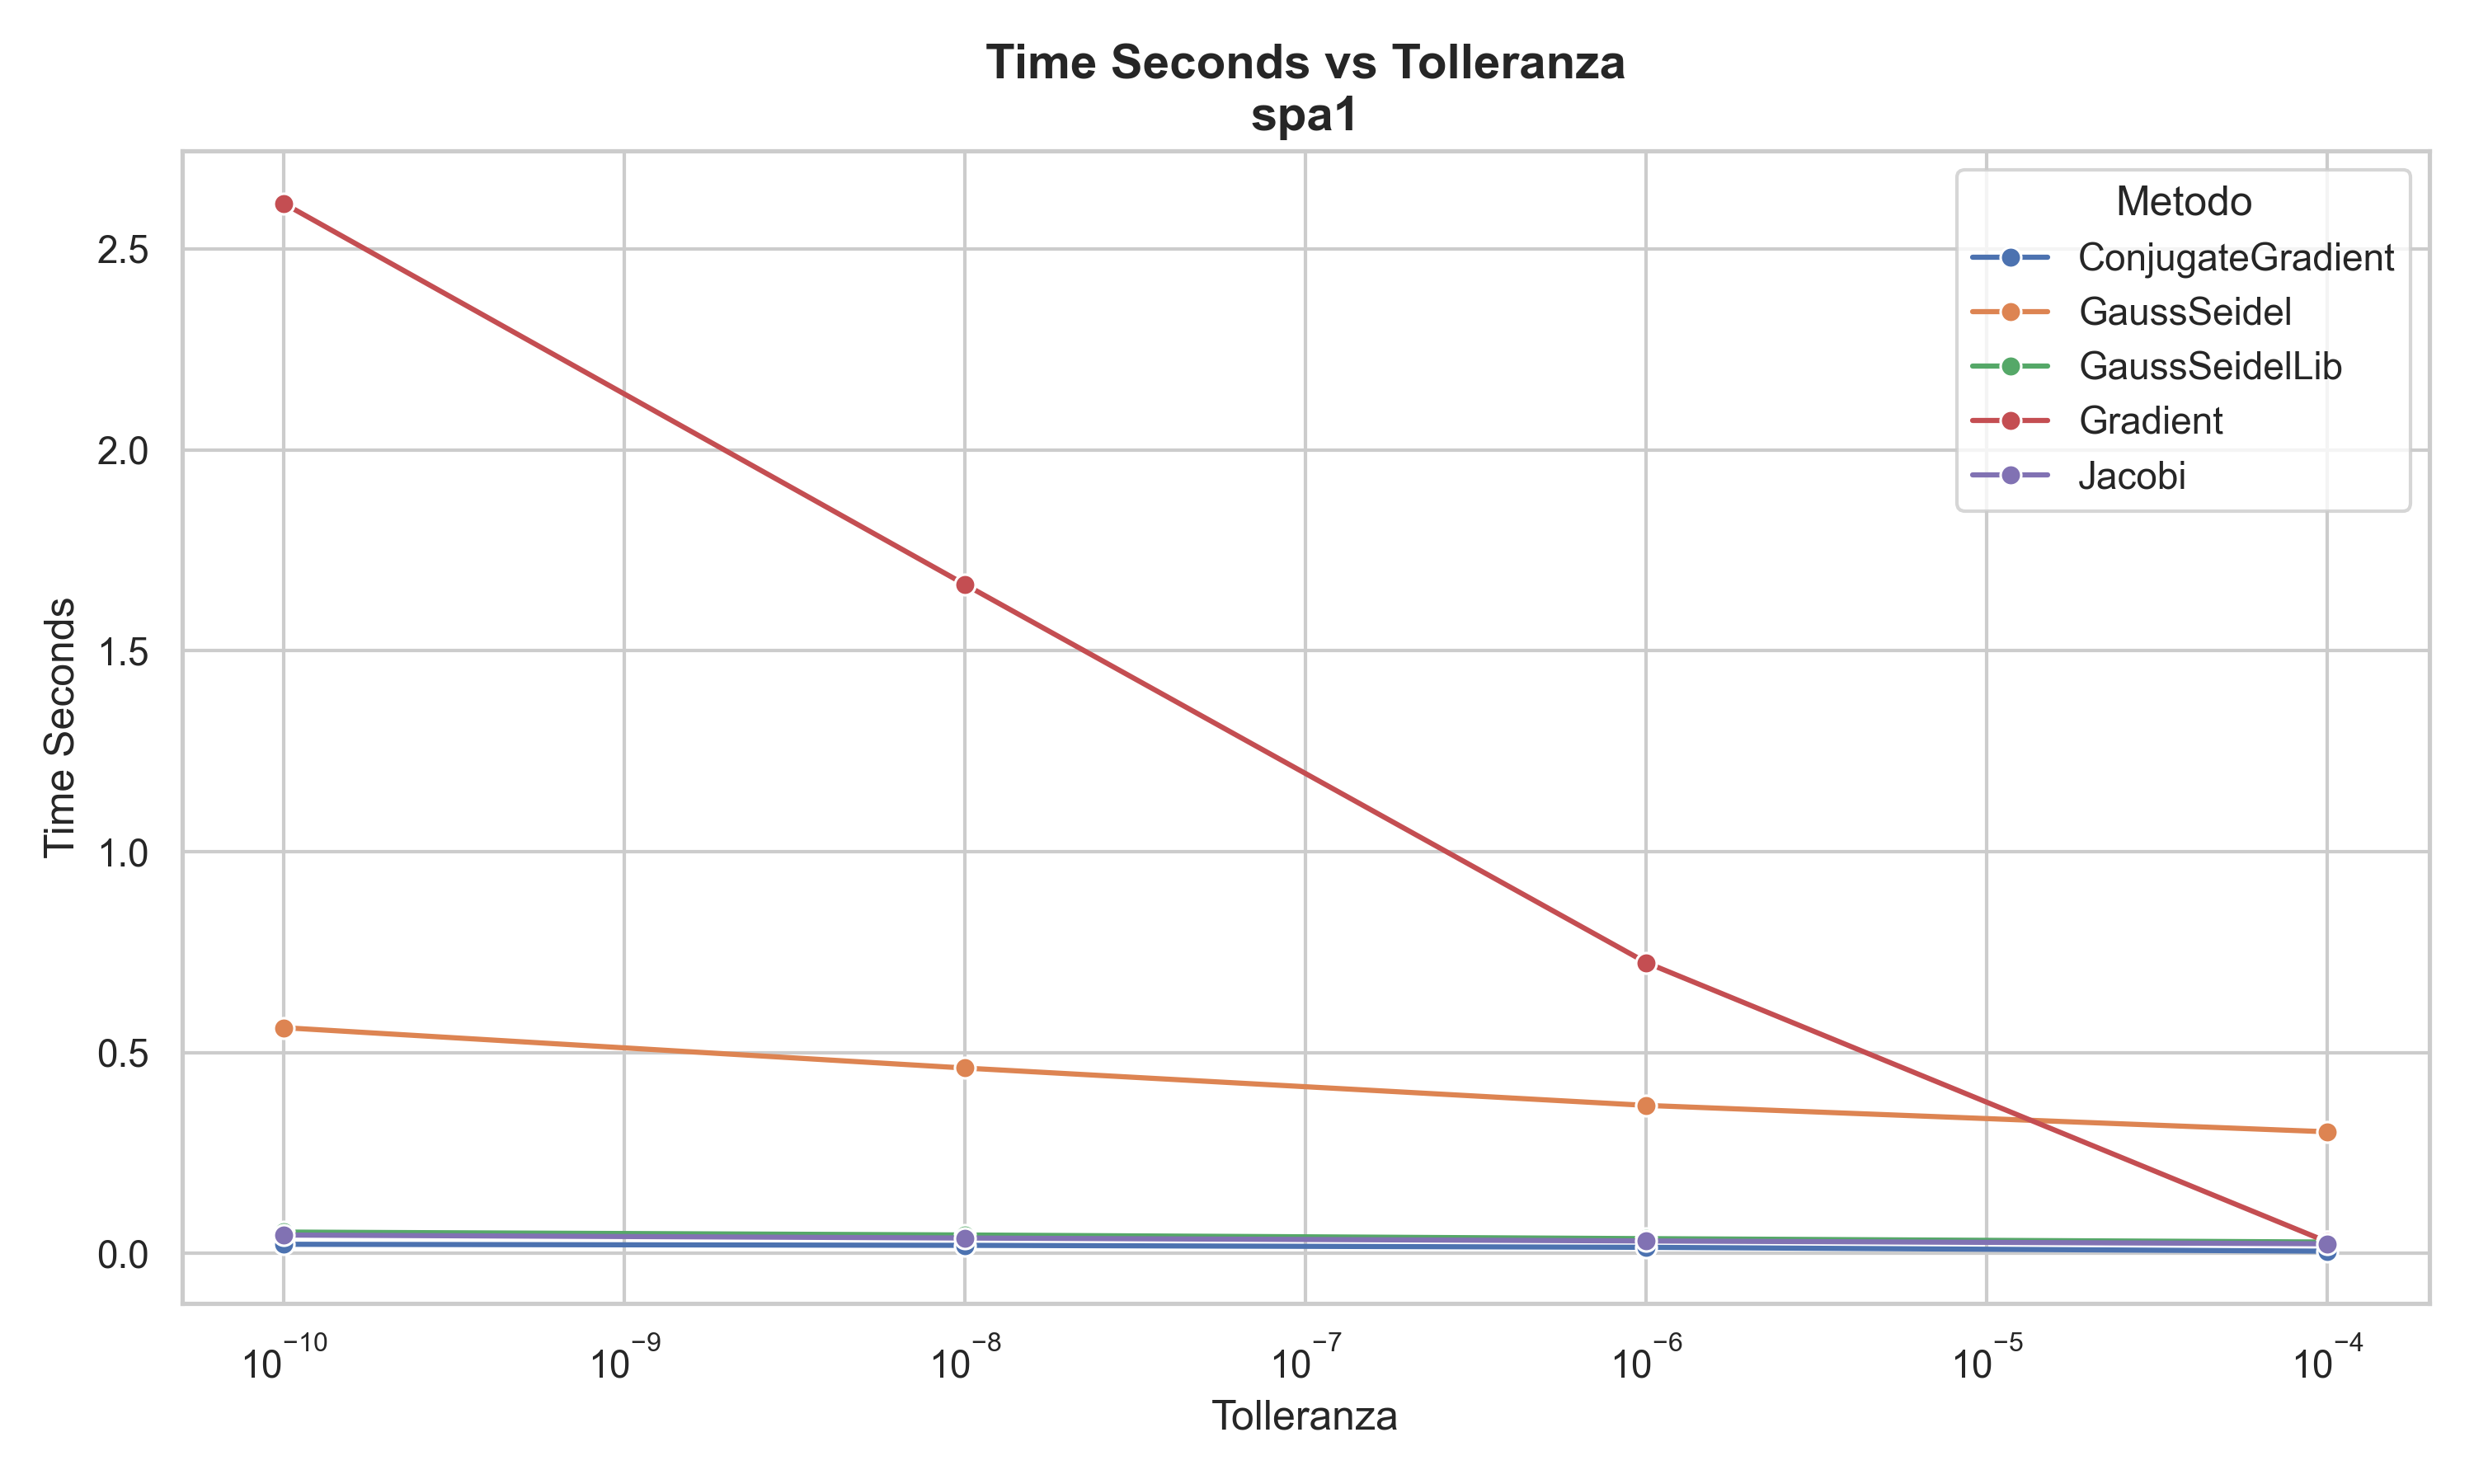 Time Seconds vs Tolleranza
spa1
Metodo
ConjugateGradient
GaussSeidel
GaussSeidelLib
Gradient
Jacobi
Time Seconds
2.5
2.0
1.5
1.0
0.5
0.0
10⁻¹⁰ 10⁻⁹ 10⁻⁸ 10⁻⁷ 10⁻⁶ 10⁻⁵ 10⁻⁴
Tolleranza